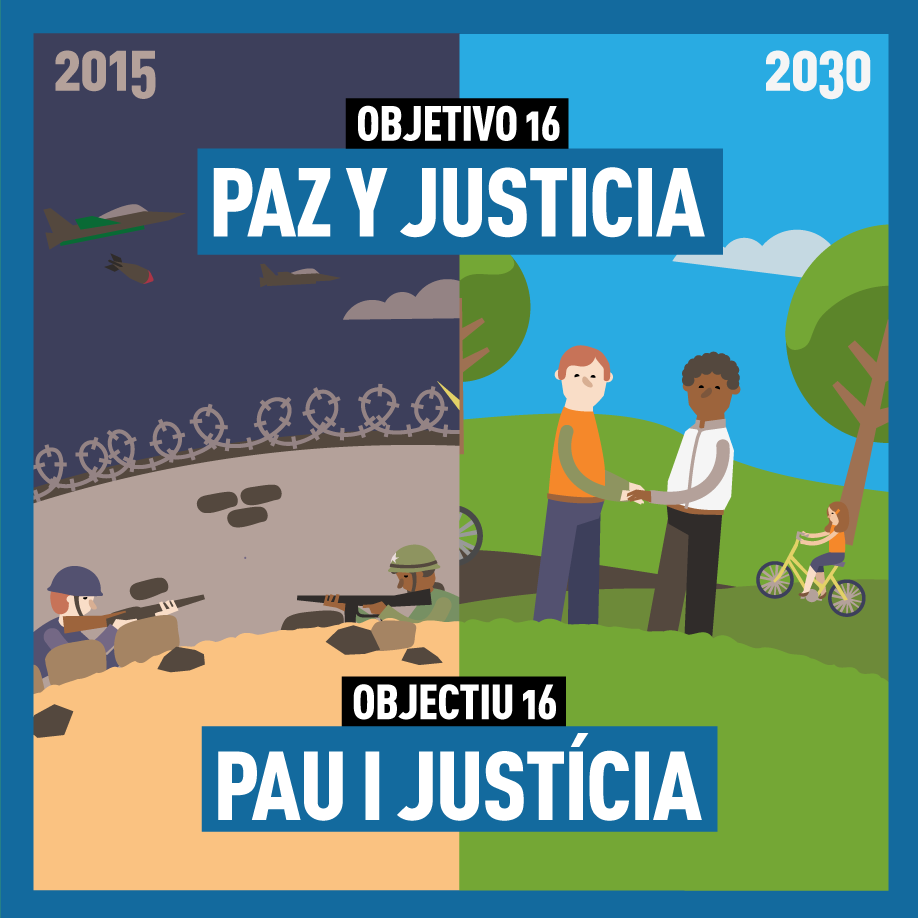 2015
2030
OBJETIVO 16
PAZ Y JUSTICIA
OBJECTIU 16
PAU I JUSTÍCIA